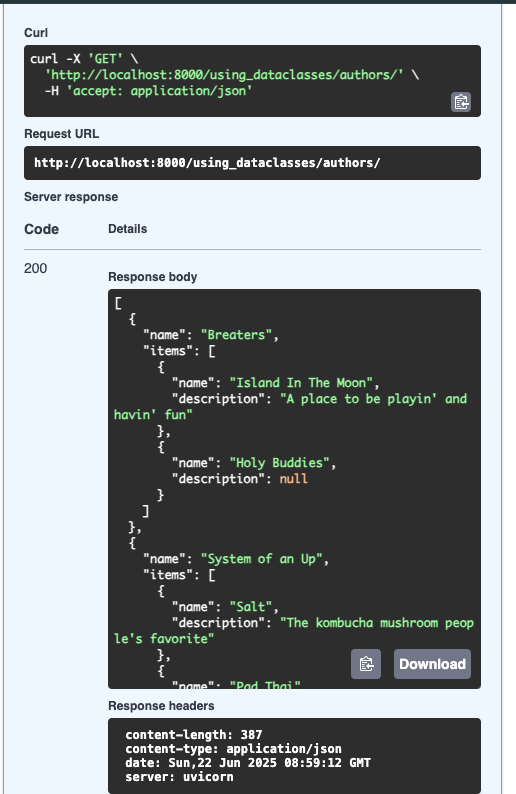 Curl
curl -X 'GET' \
  'http://localhost:8000/using_dataclasses/authors/' \
  -H 'accept: application/json'
Request URL
http://localhost:8000/using_dataclasses/authors/
Server response
Code Details
200
Response body
[
  {
    "name": "Breaters",
    "items": [
      {
        "name": "Island In The Moon",
        "description": "A place to be playin' and
havin' fun"
      },
      {
        "name": "Holy Buddies",
        "description": null
      }
    ]
  },
  {
    "name": "System of an Up",
    "items": [
      {
        "name": "Salt",
        "description": "The kombucha mushroom peop
le's favorite"
      },
      {
        "name": "Pad Thai"
Download
Response headers
content-length: 387
content-type: application/json
date: Sun,22 Jun 2025 08:59:12 GMT
server: uvicorn